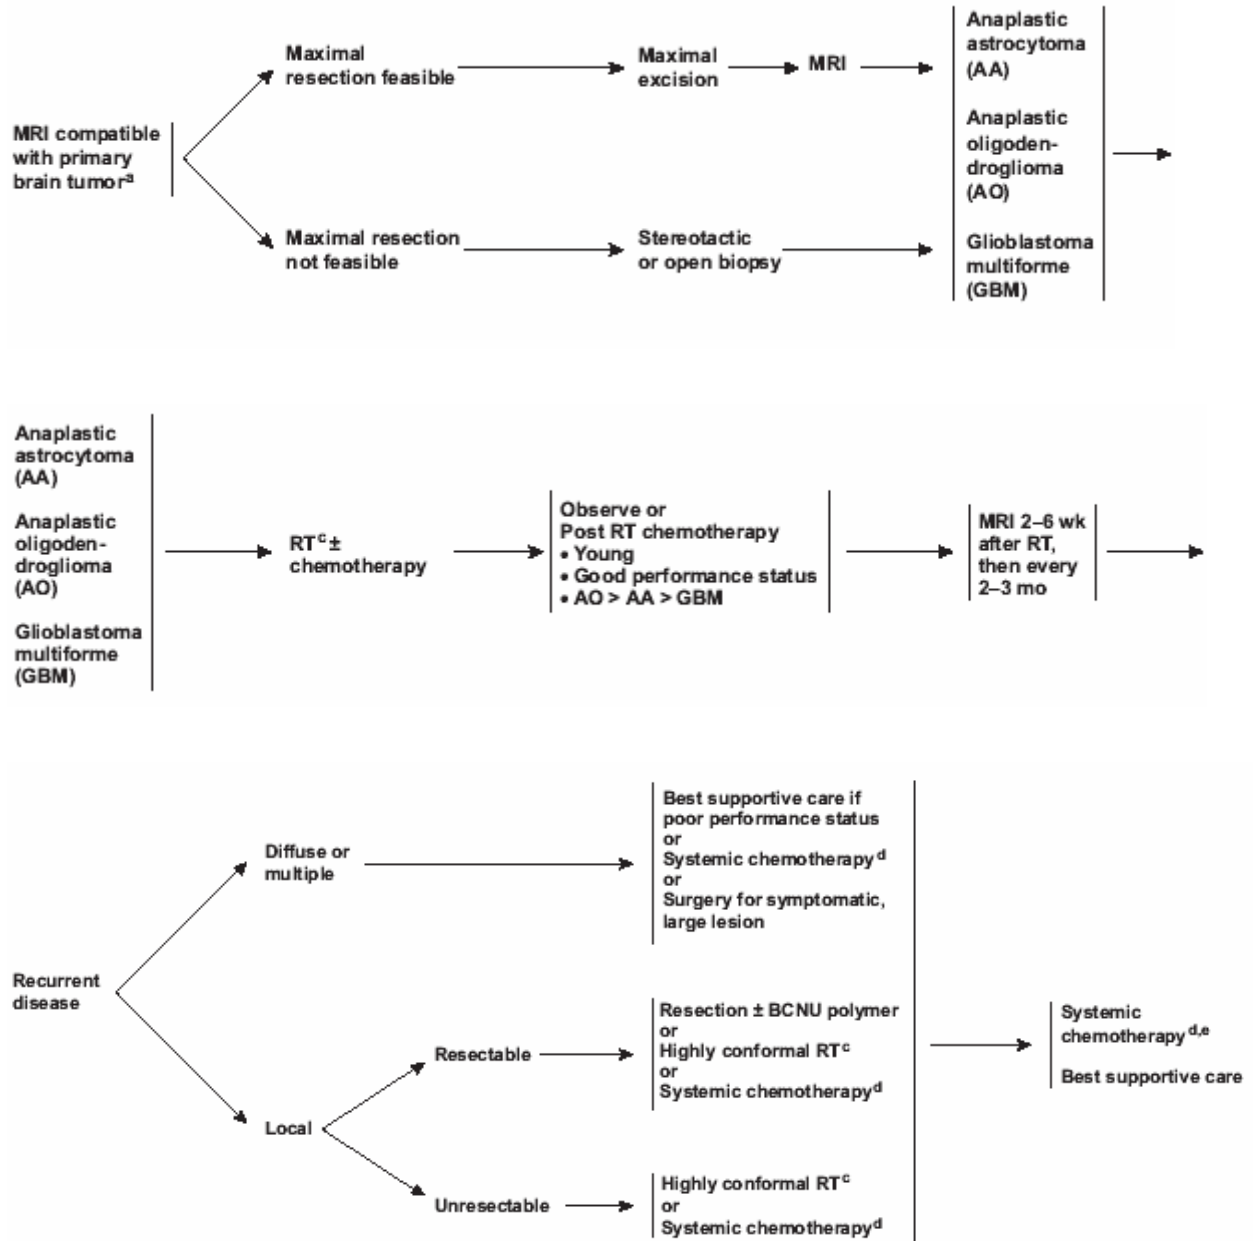 MRI compatible
with primary
brain tumorᵃ
Maximal
resection feasible
Maximal
excision
MRI
Maximal resection
not feasible
Stereotactic
or open biopsy
Anaplastic
astrocytoma
(AA)
Anaplastic
oligoden-
droglioma
(AO)
Glioblastoma
multiforme
(GBM)
Anaplastic
astrocytoma
(AA)
Anaplastic
oligoden-
droglioma
(AO)
Glioblastoma
multiforme
(GBM)
RTᶜ ±
chemotherapy
Observe or
Post RT chemotherapy
• Young
• Good performance status
• AO > AA > GBM
MRI 2–6 wk
after RT,
then every
2–3 mo
Recurrent
disease
Diffuse or
multiple
Best supportive care if
poor performance status
or
Systemic chemotherapyᵈ
or
Surgery for symptomatic,
large lesion
Local
Resectable
Resection ± BCNU polymer
or
Highly conformal RTᶜ
or
Systemic chemotherapyᵈ
Unresectable
Highly conformal RTᶜ
or
Systemic chemotherapyᵈ
Systemic
chemotherapyᵈ,ᵉ
Best supportive care